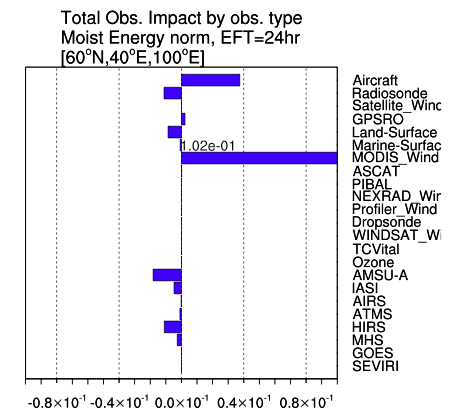 Total Obs. Impact by obs. type
Moist Energy norm, EFT=24hr
[60°N,40°E,100°E]
Aircraft
Radiosonde
Satellite_Wind
GPSRO
Land-Surface
Marine-Surfac
1.02e-01
MODIS_Wind
ASCAT
PIBAL
NEXRAD_Wir
Profiler_Wind
Dropsonde
WINDSAT_Wi
TCVital
Ozone
AMSU-A
IASI
AIRS
ATMS
HIRS
MHS
GOES
SEVIRI
-0.8×10⁻¹ -0.4×10⁻¹ 0.0×10⁻¹ 0.4×10⁻¹ 0.8×10⁻¹